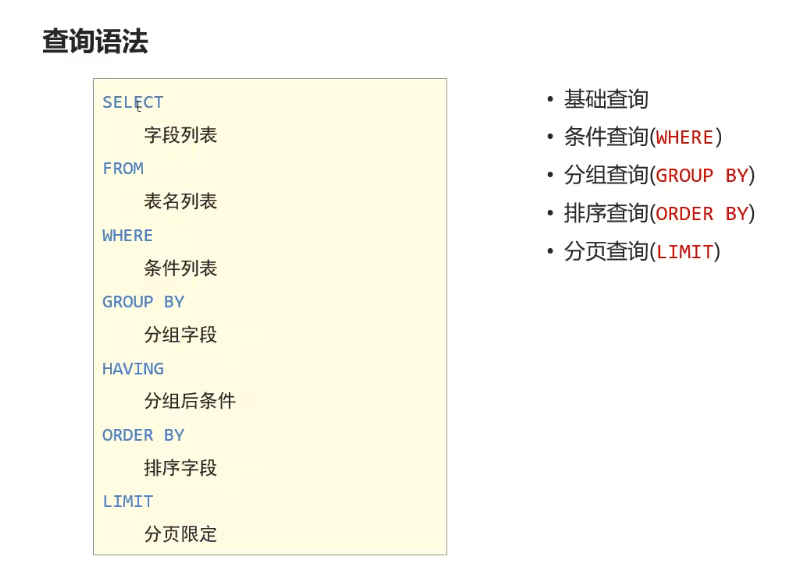 查询语法
SELECT
字段列表
FROM
表名列表
WHERE
条件列表
GROUP BY
分组字段
HAVING
分组后条件
ORDER BY
排序字段
LIMIT
分页限定
• 基础查询
• 条件查询(WHERE)
• 分组查询(GROUP BY)
• 排序查询(ORDER BY)
• 分页查询(LIMIT)